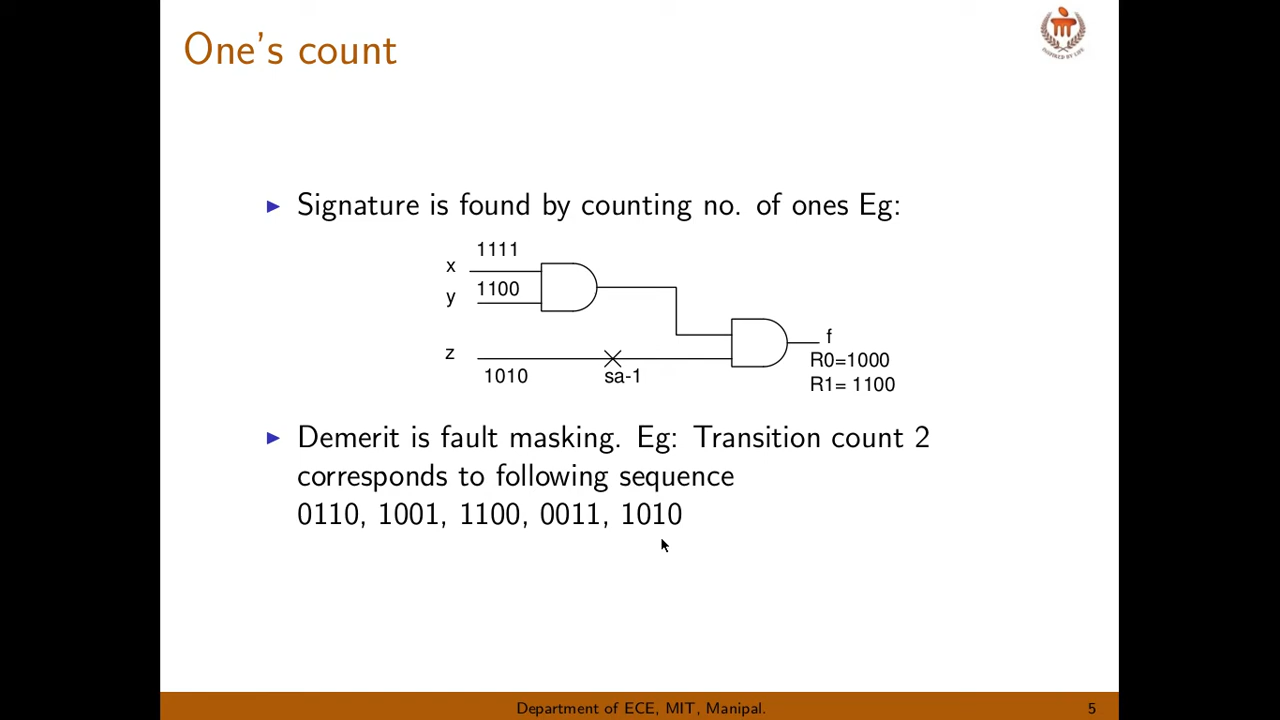 One's count
Signature is found by counting no. of ones Eg:
1111
x
1100
y
z
1010
sa-1
f
R0=1000
R1= 1100
Demerit is fault masking. Eg: Transition count 2
corresponds to following sequence
0110, 1001, 1100, 0011, 1010
Department of ECE, MIT, Manipal.
5